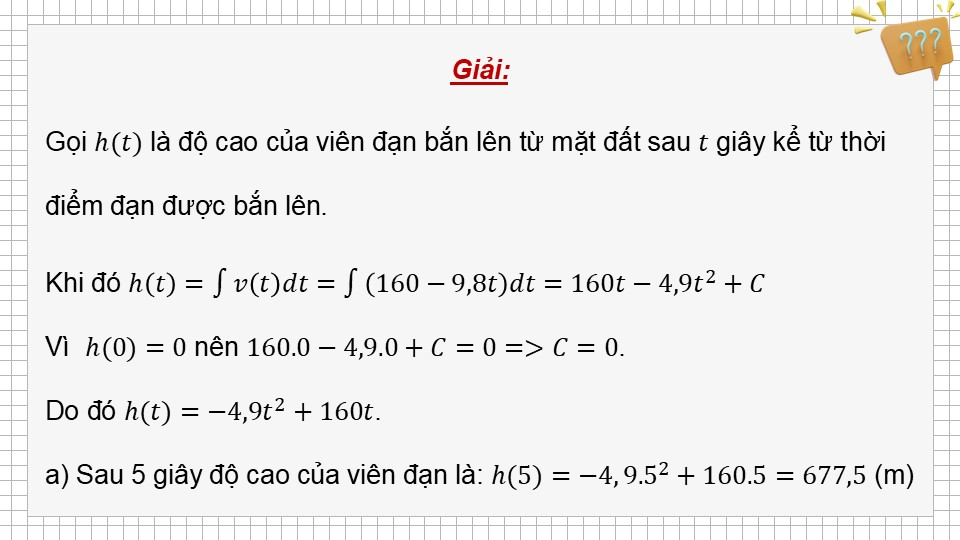 ???
Giải:
Gọi ℎ(𝑡) là độ cao của viên đạn bắn lên từ mặt đất sau 𝑡 giây kể từ thời
điểm đạn được bắn lên.
Khi đó ℎ(𝑡) = ∫ 𝑣(𝑡)𝑑𝑡 = ∫ (160 − 9,8𝑡)𝑑𝑡 = 160𝑡 − 4,9𝑡² + 𝐶
Vì ℎ(0) = 0 nên 160.0 − 4,9.0 + 𝐶 = 0 => 𝐶 = 0.
Do đó ℎ(𝑡) = −4,9𝑡² + 160𝑡.
a) Sau 5 giây độ cao của viên đạn là: ℎ(5) = −4, 9.5² + 160.5 = 677,5 (m)